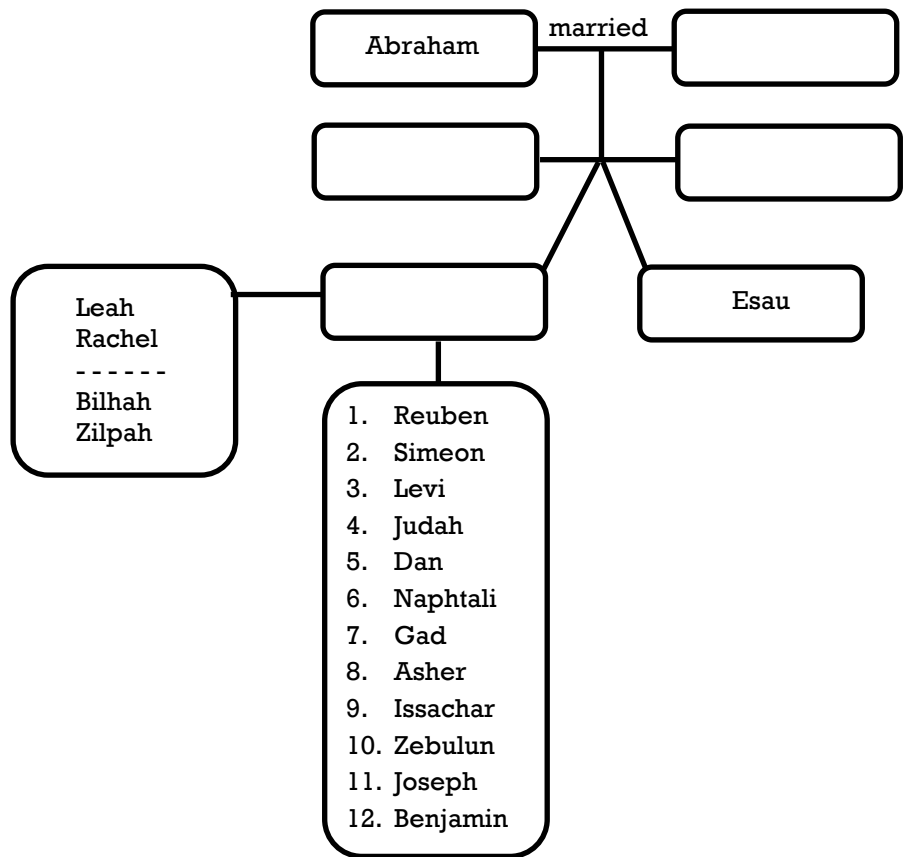 Abraham
married
Esau
Leah
Rachel
- - - - - -
Bilhah
Zilpah
1. Reuben
2. Simeon
3. Levi
4. Judah
5. Dan
6. Naphtali
7. Gad
8. Asher
9. Issachar
10. Zebulun
11. Joseph
12. Benjamin